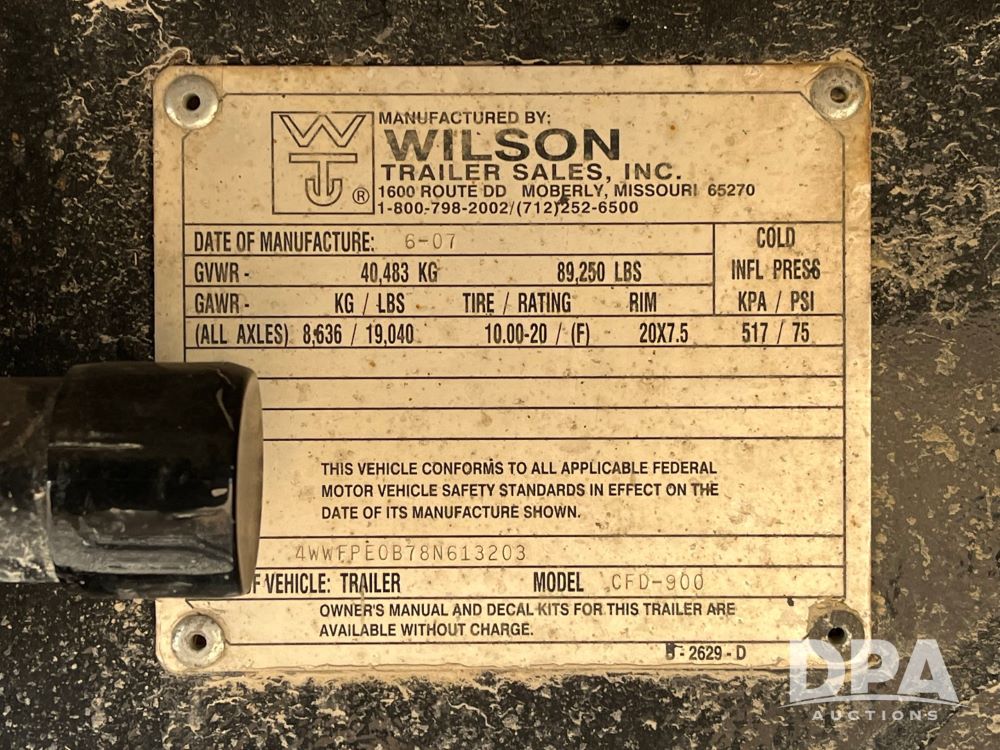 W
TJ
®
MANUFACTURED BY:
WILSON
TRAILER SALES, INC.
1600 ROUTE DD MOBERLY, MISSOURI 65270
1-800-798-2002/(712)252-6500
DATE OF MANUFACTURE: 6-07
COLD
GVWR - 40,483 KG 89,250 LBS
INFL PRESS
GAWR - KG / LBS TIRE / RATING RIM KPA / PSI
(ALL AXLES) 8,636 / 19,040 10.00-20 / (F) 20X7.5 517 / 75
THIS VEHICLE CONFORMS TO ALL APPLICABLE FEDERAL
MOTOR VEHICLE SAFETY STANDARDS IN EFFECT ON THE
DATE OF ITS MANUFACTURE SHOWN.
4WWFPE0B78N613203
F VEHICLE: TRAILER MODEL CFD-900
OWNER'S MANUAL AND DECAL KITS FOR THIS TRAILER ARE
AVAILABLE WITHOUT CHARGE.
- 2629 - D
DPA
AUCTIONS